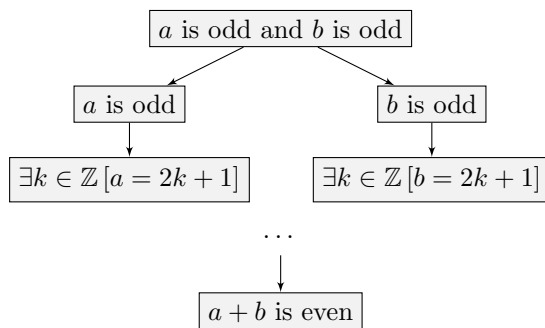 a is odd and b is odd
a is odd
b is odd
∃k ∈ ℤ [a = 2k + 1]
∃k ∈ ℤ [b = 2k + 1]
...
a + b is even